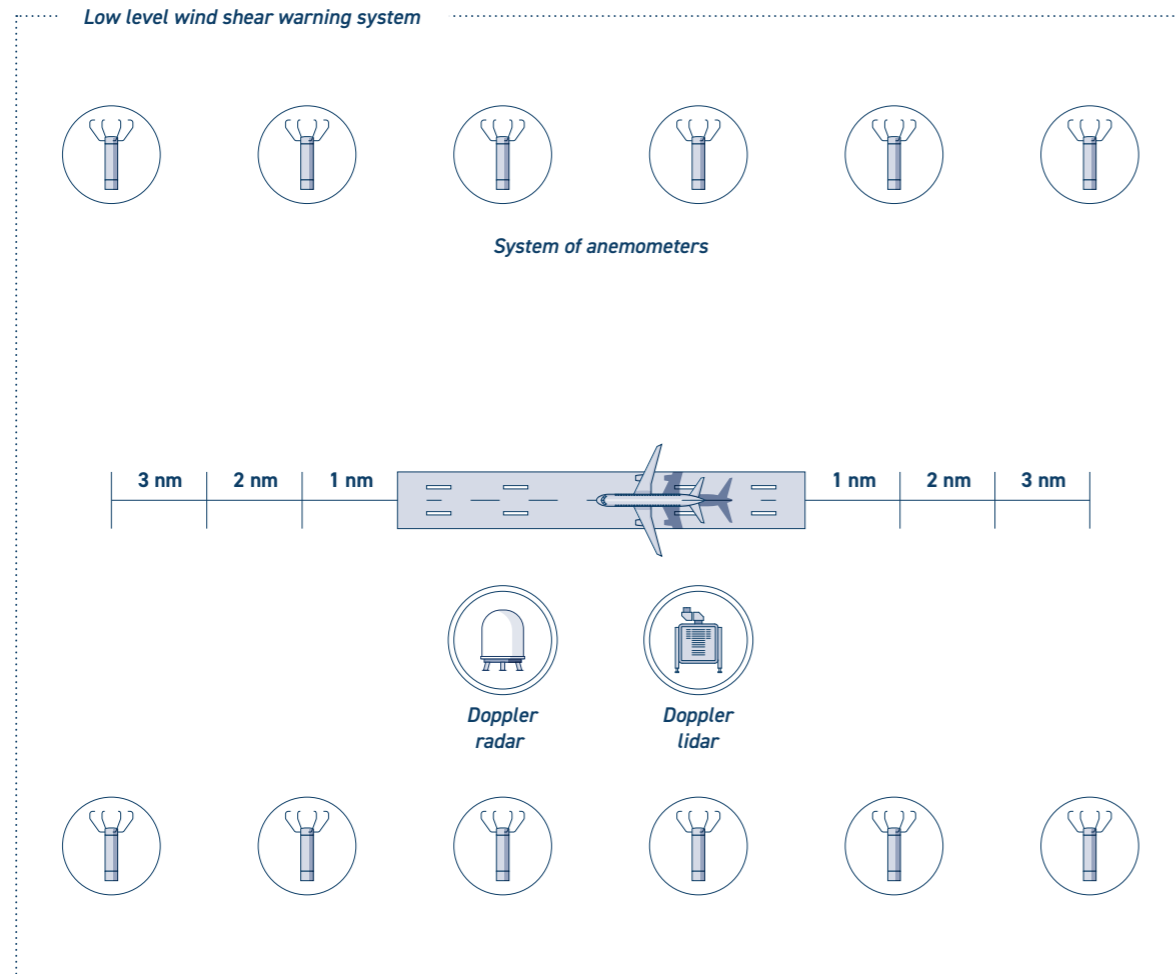 Low level wind shear warning system
System of anemometers
3 nm 2 nm 1 nm 1 nm 2 nm 3 nm
Doppler
radar
Doppler
lidar